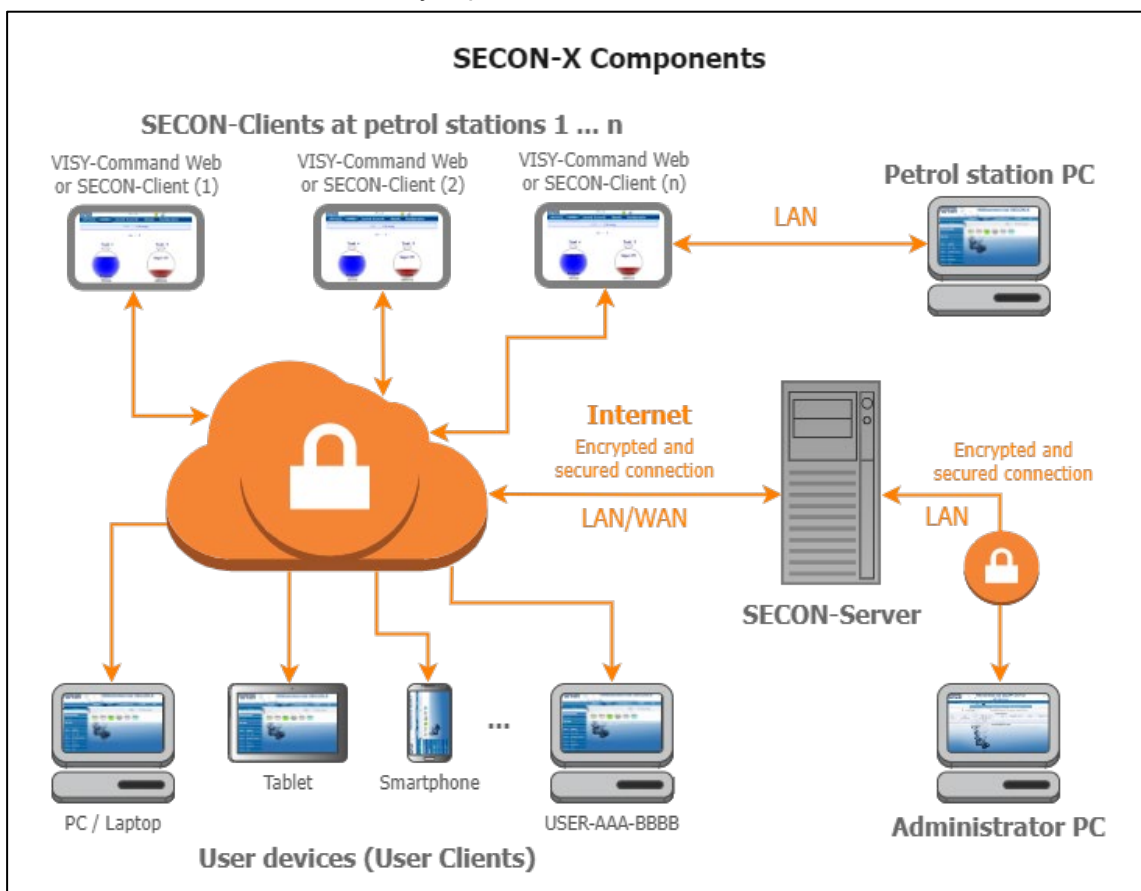 SECON-X Components
SECON-Clients at petrol stations 1 ... n
VISY-Command Web
or SECON-Client (1)
VISY-Command Web
or SECON-Client (2)
VISY-Command Web
or SECON-Client (n)
Petrol station PC
LAN
Internet
Encrypted and
secured connection
LAN/WAN
Encrypted and
secured connection
LAN
SECON-Server
...
PC / Laptop
Tablet
Smartphone
USER-AAA-BBBB
Administrator PC
User devices (User Clients)